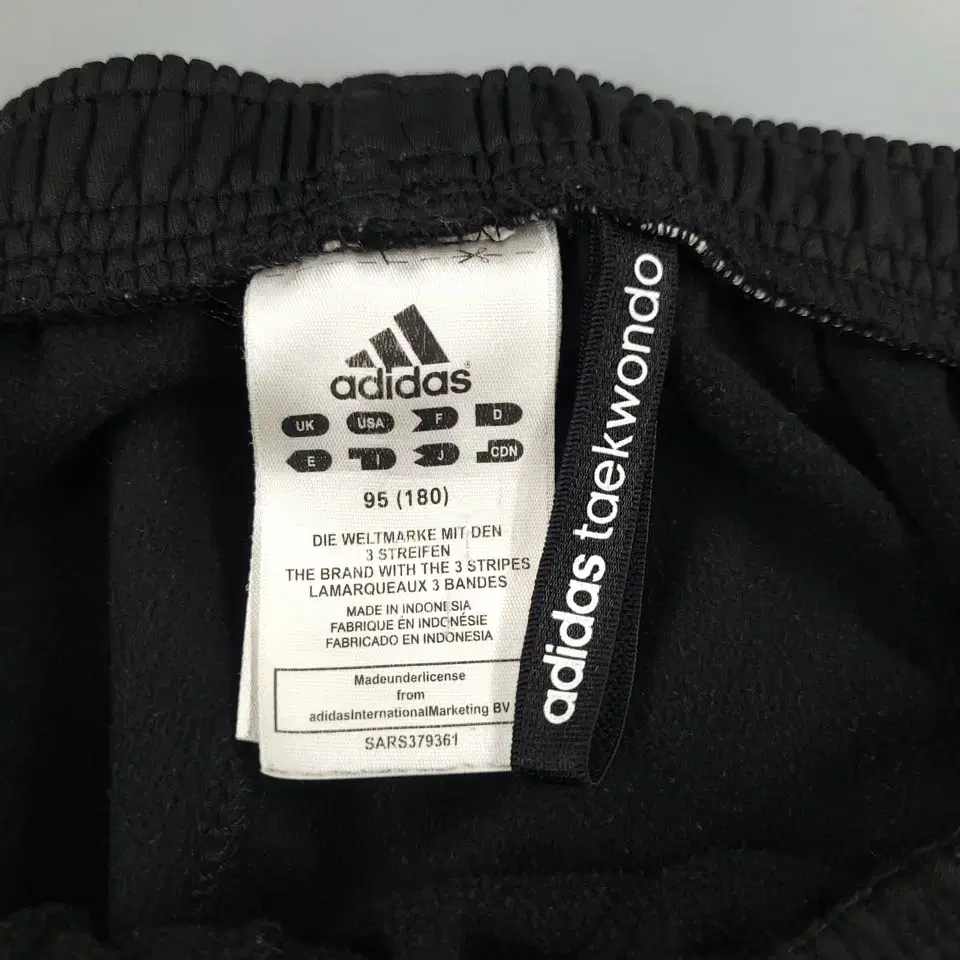 adidas
UK USA F D
E I J CDN
95 (180)
DIE WELTMARKE MIT DEN
3 STREIFEN
THE BRAND WITH THE 3 STRIPES
LAMARQUEAUX 3 BANDES
MADE IN INDONESIA
FABRIQUE ÉN INDONÉSIE
FABRICADO EN INDONESIA
Madeunderlicense
from
adidasInternationalMarketing BV
SARS379361
adidas taekwondo